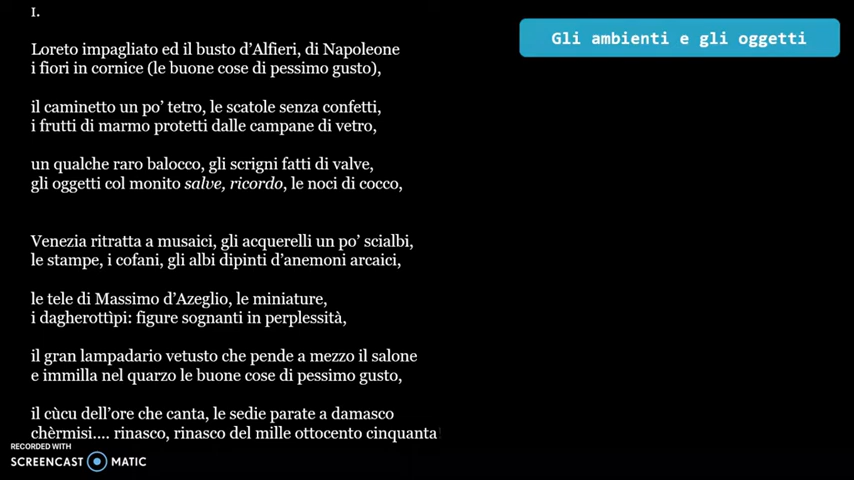 I.
Loreto impagliato ed il busto d'Alfieri, di Napoleone
i fiori in cornice (le buone cose di pessimo gusto),
il caminetto un po' tetro, le scatole senza confetti,
i frutti di marmo protetti dalle campane di vetro,
un qualche raro balocco, gli scrigni fatti di valve,
gli oggetti col monito salve, ricordo, le noci di cocco,
Venezia ritratta a musaici, gli acquerelli un po' scialbi,
le stampe, i cofani, gli albi dipinti d'anemoni arcaici,
le tele di Massimo d'Azeglio, le miniature,
i dagherottìpi: figure sognanti in perplessità,
il gran lampadario vetusto che pende a mezzo il salone
e immilla nel quarzo le buone cose di pessimo gusto,
il cùcu dell'ore che canta, le sedie parate a damasco
chèrmisi.... rinasco, rinasco del mille ottocento cinquanta!
Gli ambienti e gli oggetti
RECORDED WITH
SCREENCAST MATIC